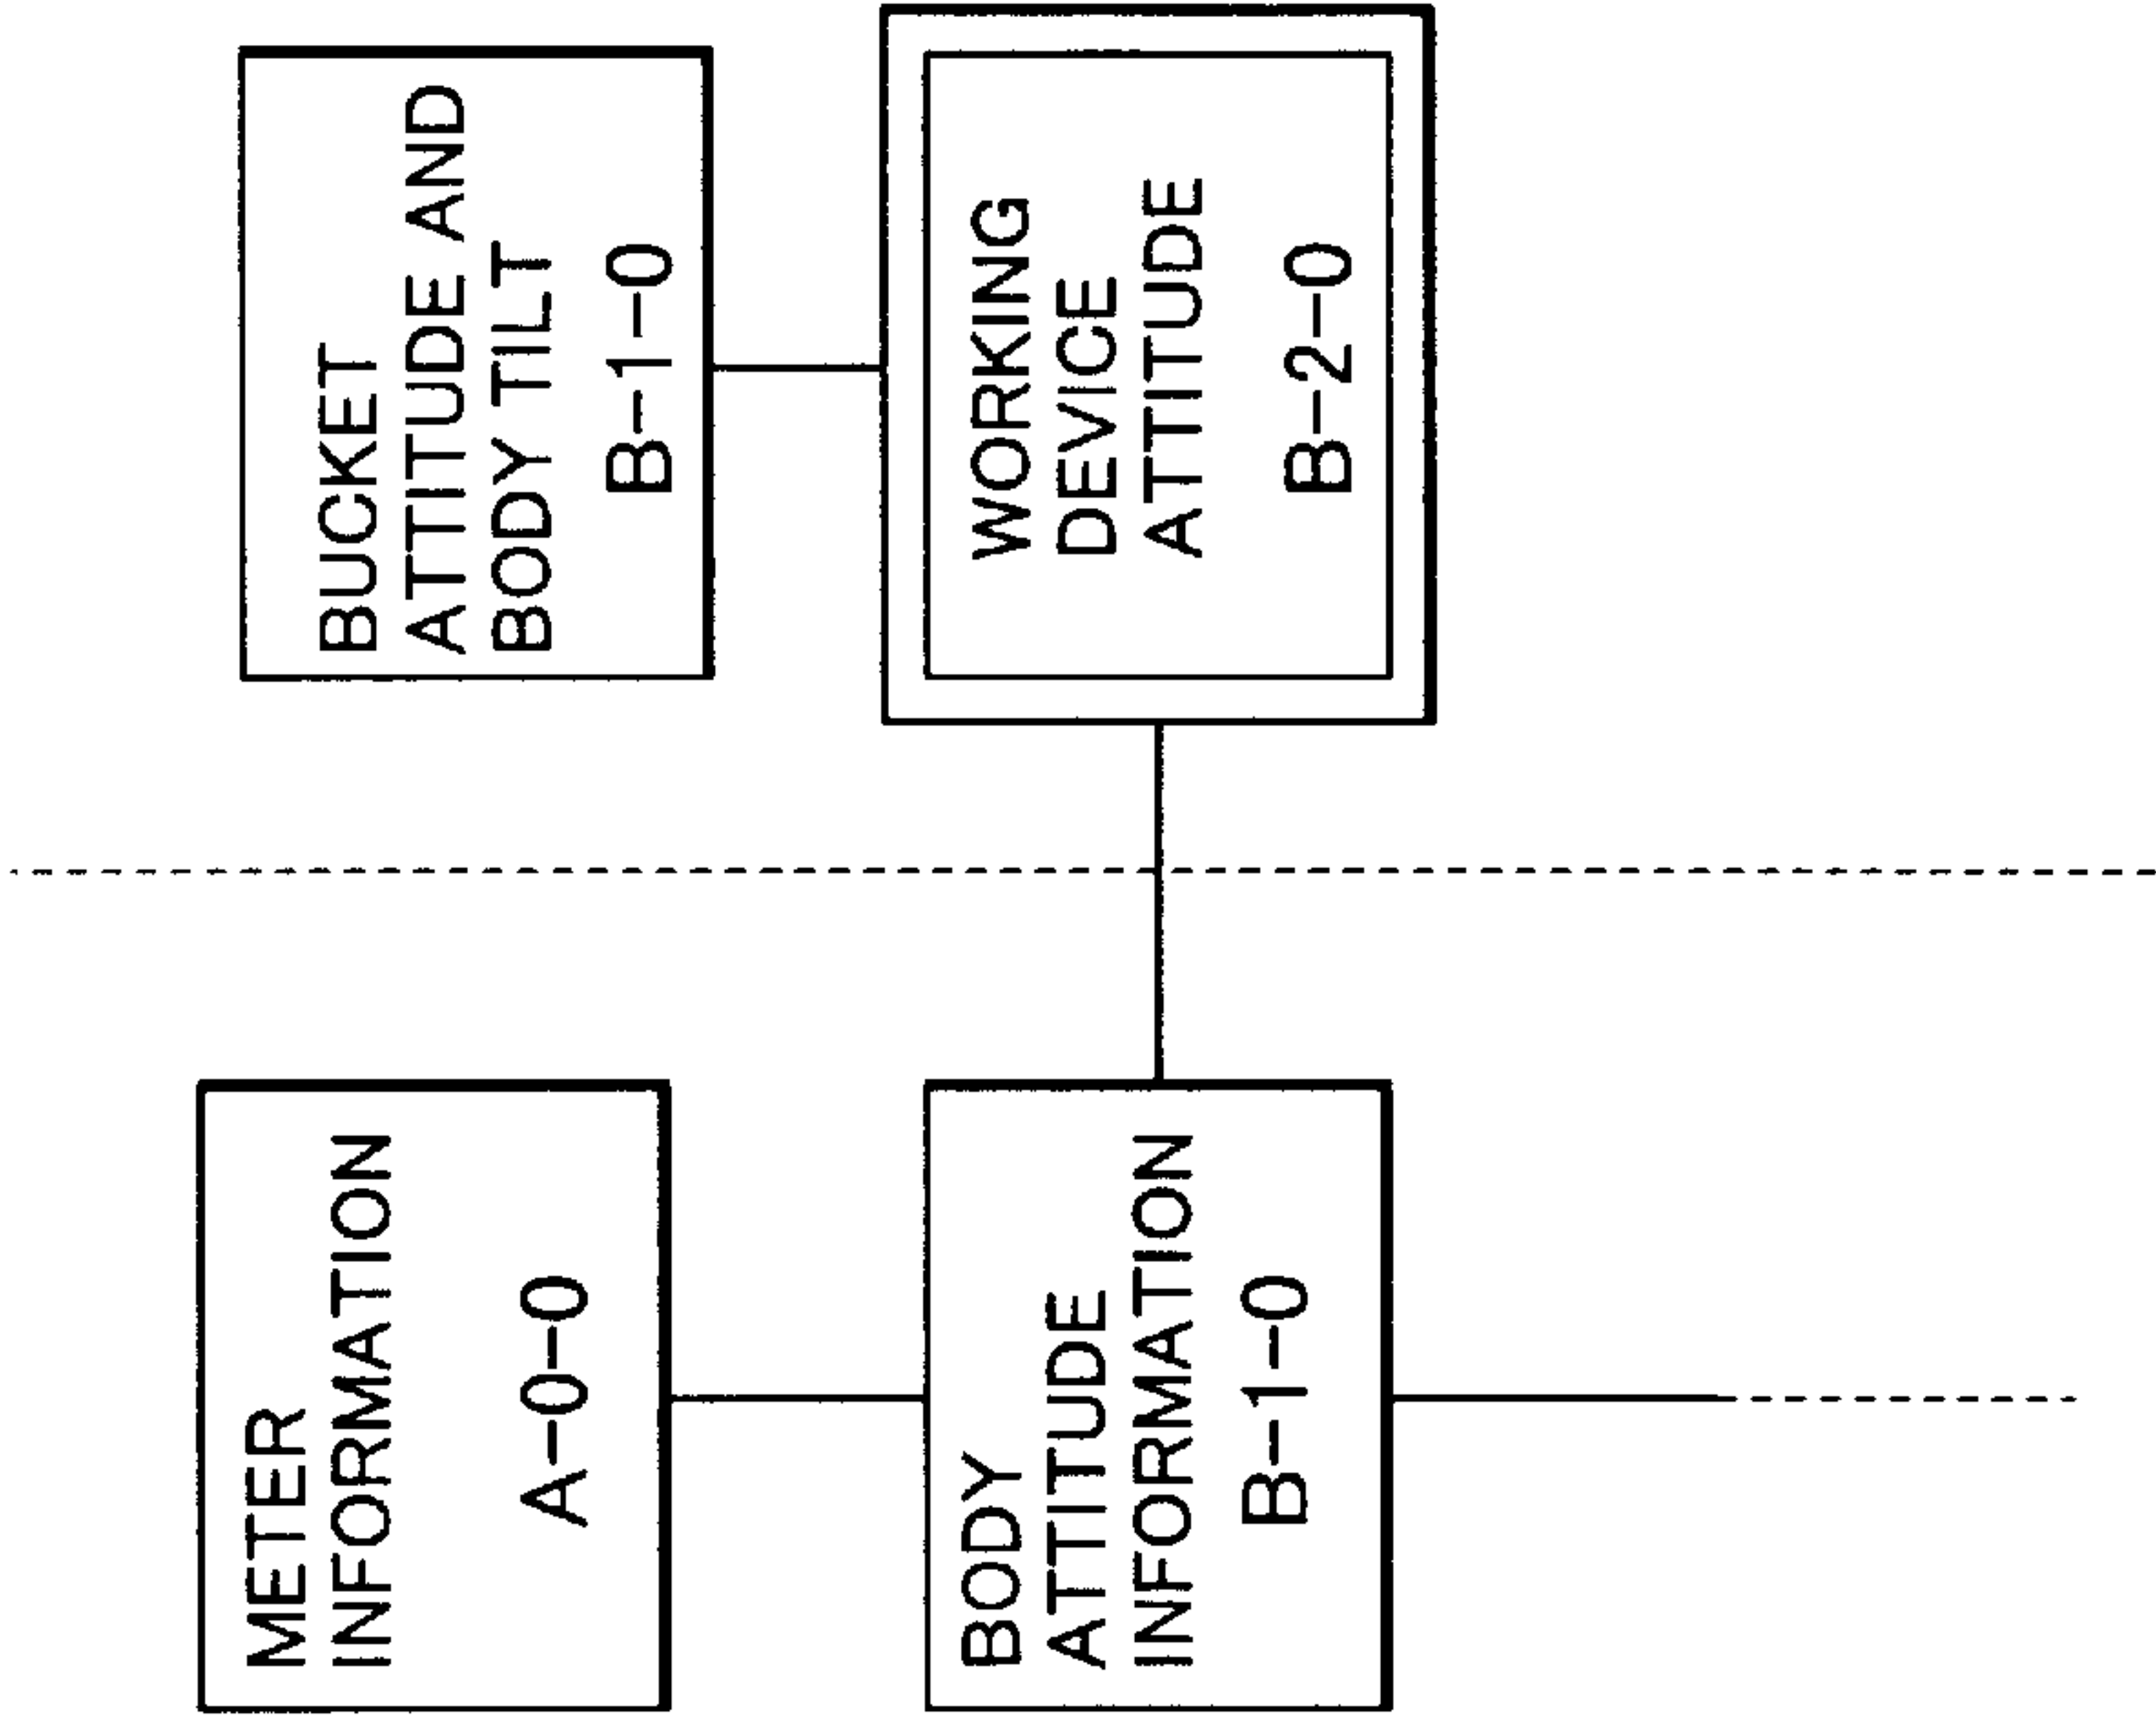 METER
INFORMATION
A-0-0
BODY
ATTITUDE
INFORMATION
B-1-0
BUCKET
ATTITUDE AND
BODY TILT
B-1-0
WORKING
DEVICE
ATTITUDE
B-2-0